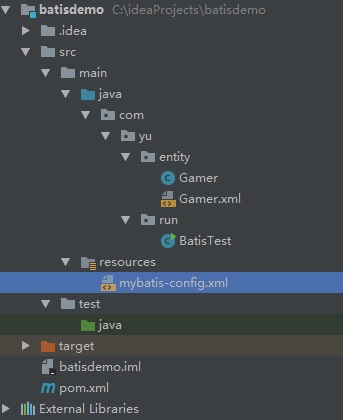 batisdemo C:\ideaProjects\batisdemo
.idea
src
main
java
com
yu
entity
Gamer
Gamer.xml
run
BatisTest
resources
mybatis-config.xml
test
java
target
batisdemo.iml
pom.xml
External Libraries